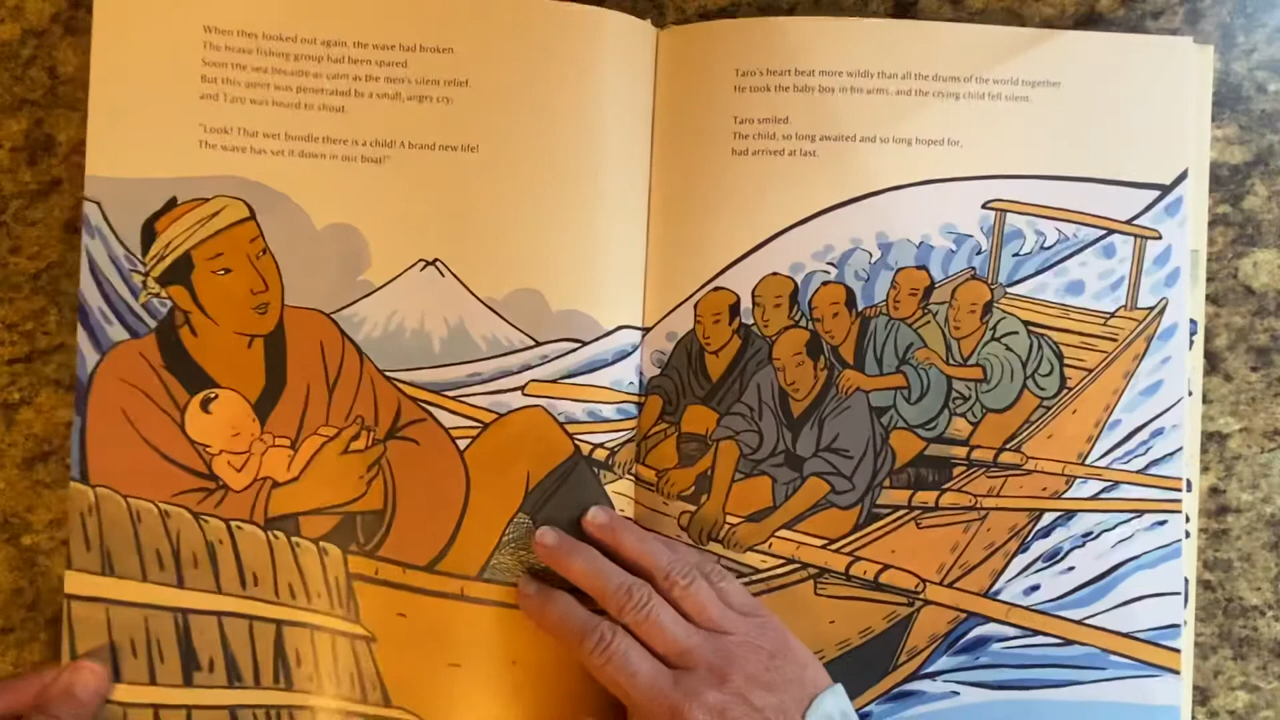 When they looked out again, the wave had broken.
The brave fishing group had been spared.
Soon the sea became as calm as the men's silent relief.
But this quiet was penetrated by a small, angry cry,
and Taro was heard to shout.
"Look! That wet bundle there is a child! A brand new life!
The wave has set it down in our boat!"
Taro's heart beat more wildly than all the drums of the world together.
He took the baby boy in his arms, and the crying child fell silent.
Taro smiled.
The child, so long awaited and so long hoped for,
had arrived at last.